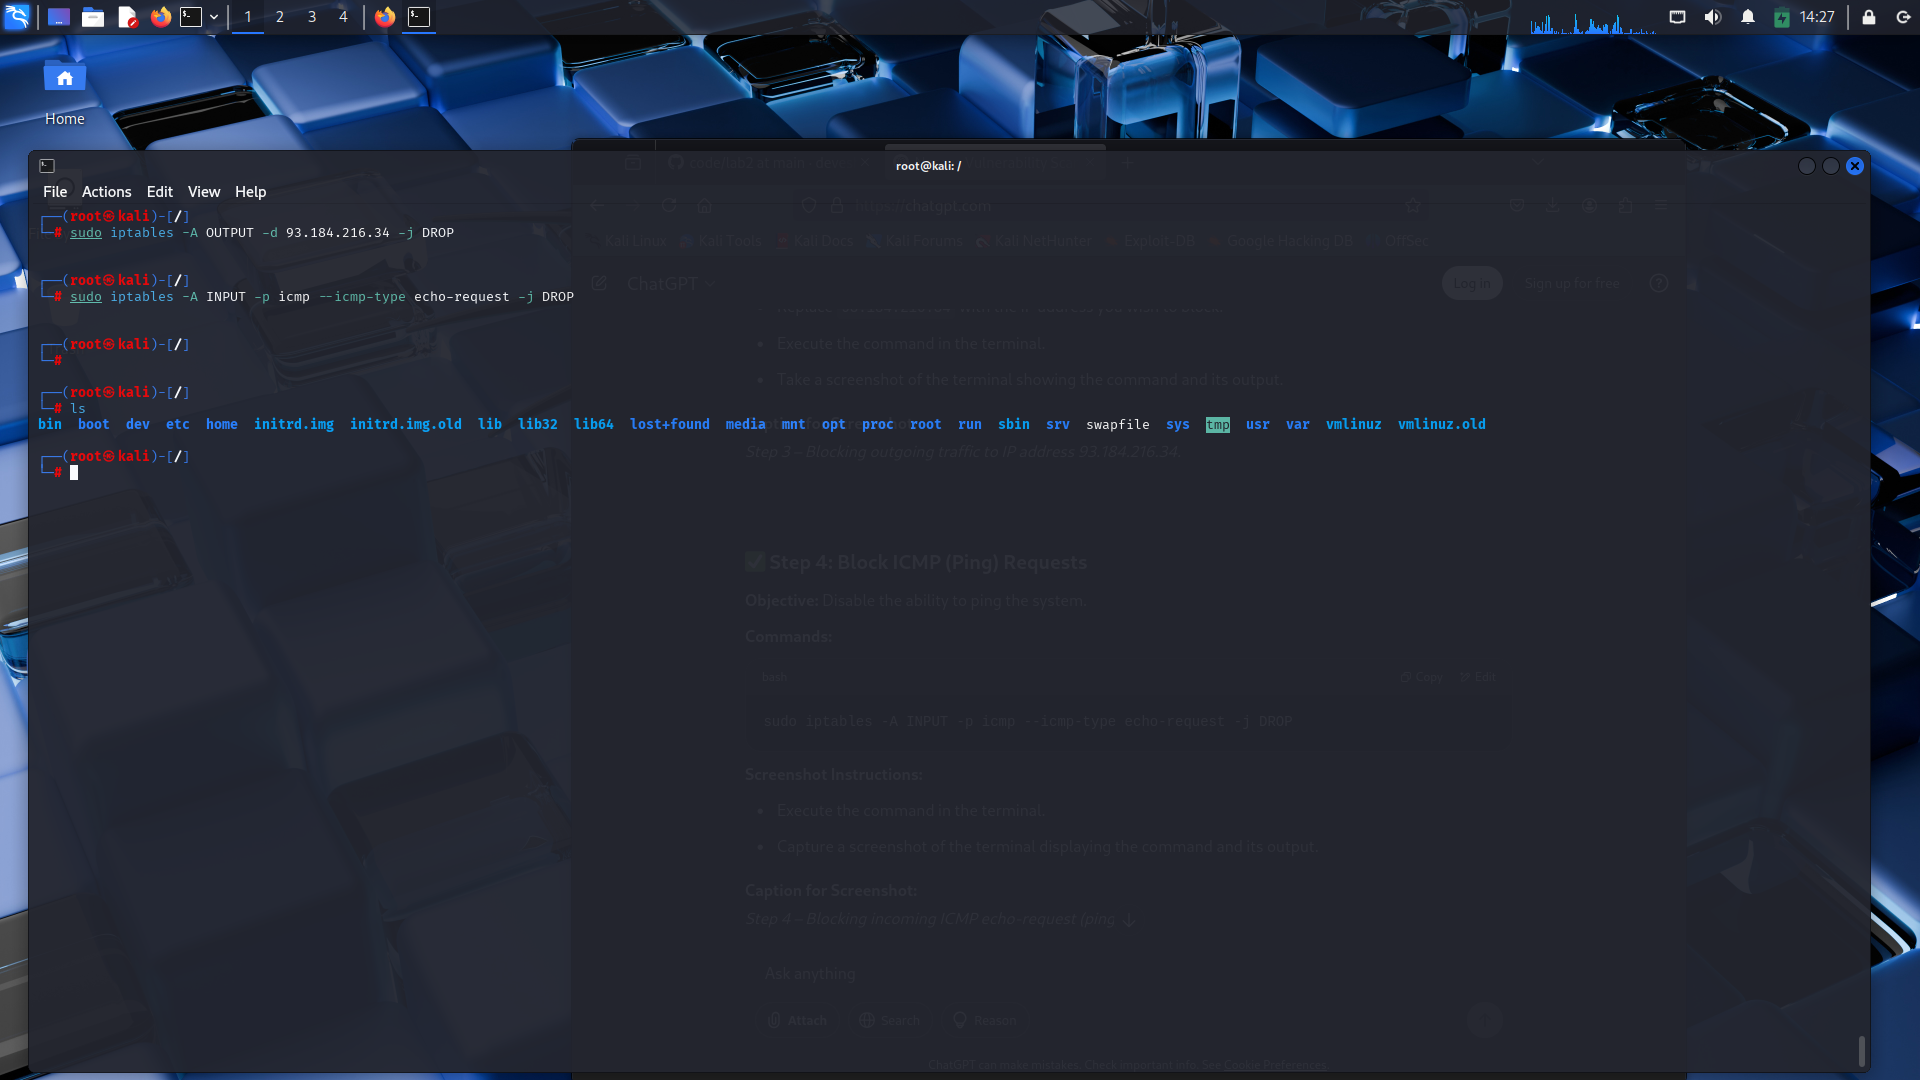 1 2 3 4
14:27
Home
root@kali: /
File Actions Edit View Help
┌──(root㉿kali)-[/]
└─# sudo iptables -A OUTPUT -d 93.184.216.34 -j DROP
┌──(root㉿kali)-[/]
└─# sudo iptables -A INPUT -p icmp --icmp-type echo-request -j DROP
┌──(root㉿kali)-[/]
└─#
┌──(root㉿kali)-[/]
└─# ls
bin boot dev etc home initrd.img initrd.img.old lib lib32 lib64 lost+found media mnt opt proc root run sbin srv swapfile sys tmp usr var vmlinuz vmlinuz.old
┌──(root㉿kali)-[/]
└─#
https://chatgpt.com
Kali Linux Kali Tools Kali Docs Kali Forums Kali NetHunter Exploit-DB Google Hacking DB OffSec
ChatGPT
Log in Sign up for free
Execute the command in the terminal.
Take a screenshot of the terminal showing the command and its output.
Step 3 – Blocking outgoing traffic to IP address 93.184.216.34.
Step 4: Block ICMP (Ping) Requests
Objective: Disable the ability to ping the system.
Commands:
bash Copy Edit
sudo iptables -A INPUT -p icmp --icmp-type echo-request -j DROP
Screenshot Instructions:
Execute the command in the terminal.
Capture a screenshot of the terminal displaying the command and its output.
Caption for Screenshot:
Step 4 – Blocking incoming ICMP echo-request (ping
Ask anything
Attach Search Reason
ChatGPT can make mistakes. Check important info. See Cookie Preferences